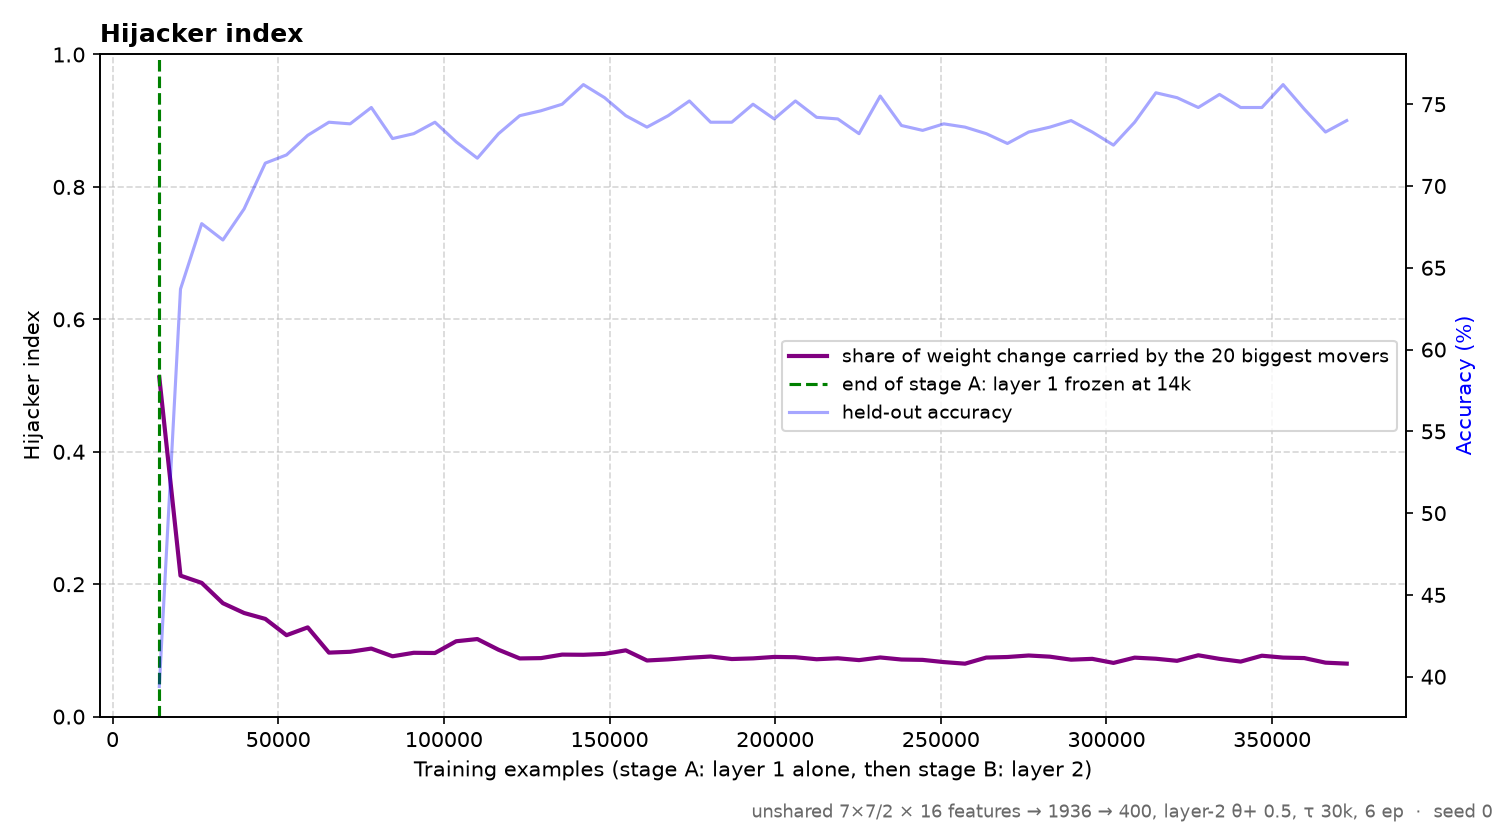 Hijacker index
1.0
0.8
0.6
0.4
0.2
0.0
Hijacker index
75
70
65
60
55
50
45
40
Accuracy (%)
share of weight change carried by the 20 biggest movers
end of stage A: layer 1 frozen at 14k
held-out accuracy
0 50000 100000 150000 200000 250000 300000 350000
Training examples (stage A: layer 1 alone, then stage B: layer 2)
unshared 7×7/2 × 16 features → 1936 → 400, layer-2 θ+ 0.5, τ 30k, 6 ep · seed 0